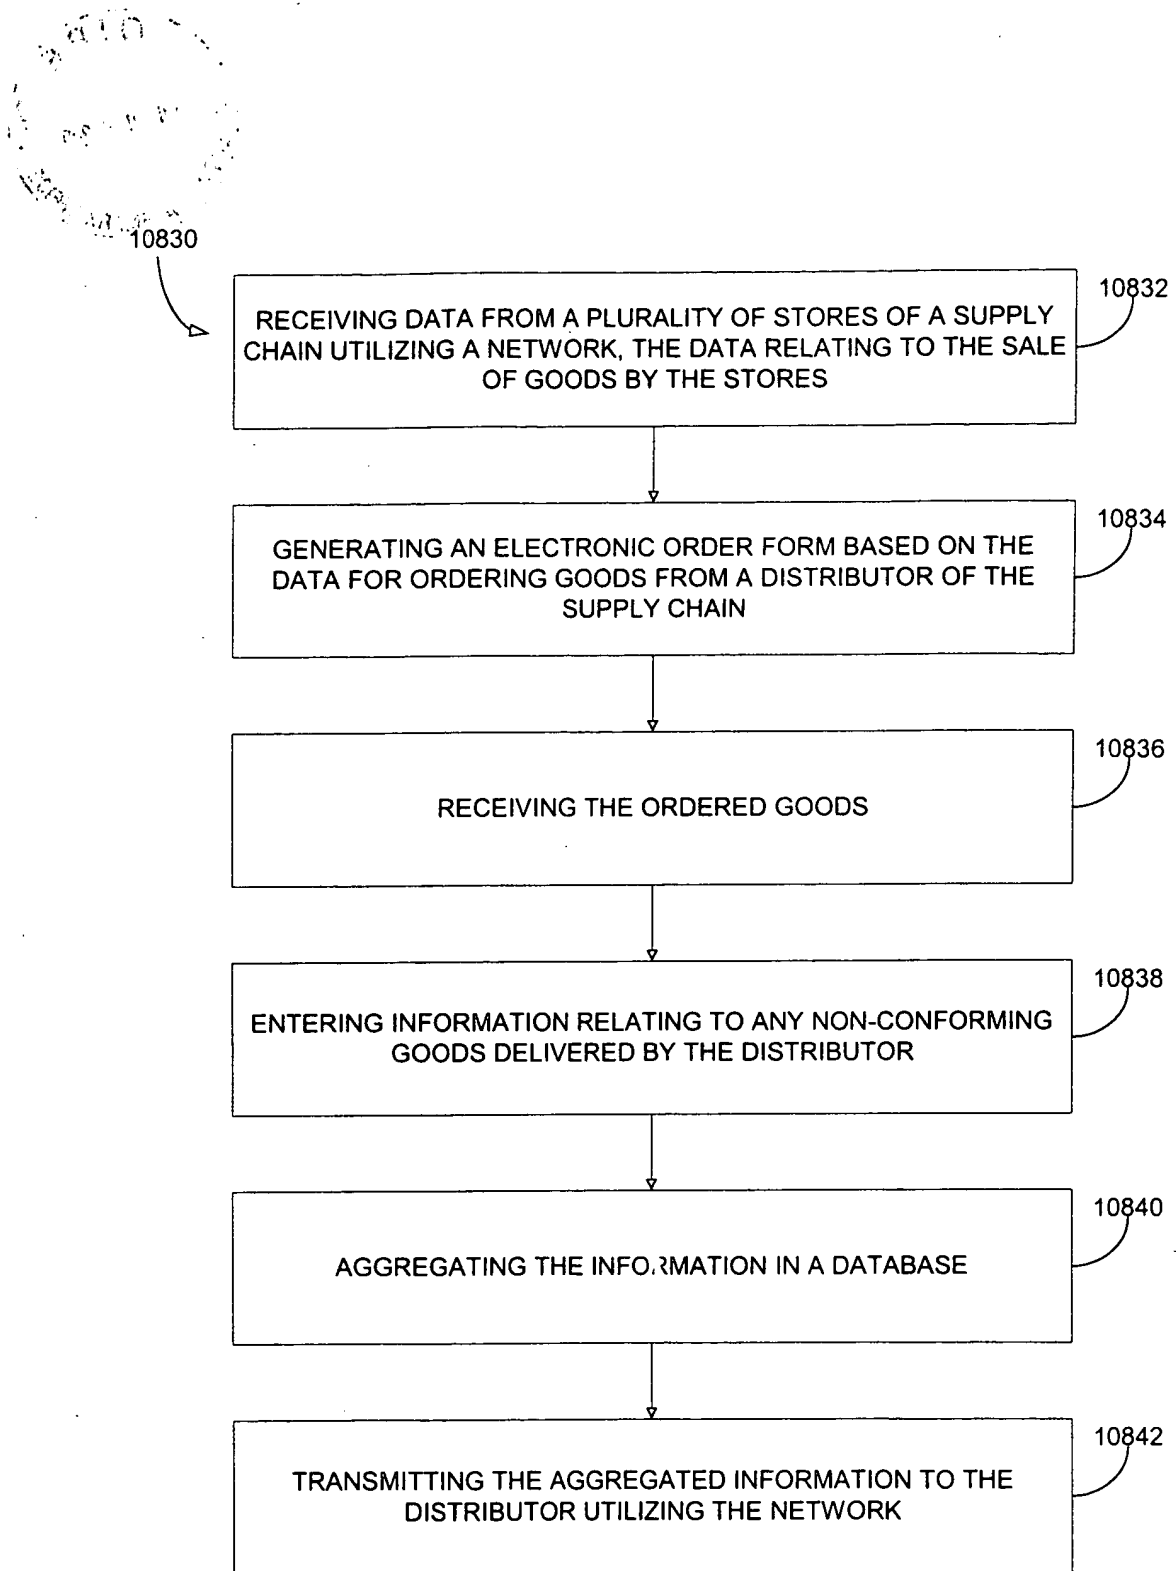 10830
10832
RECEIVING DATA FROM A PLURALITY OF STORES OF A SUPPLY
CHAIN UTILIZING A NETWORK, THE DATA RELATING TO THE SALE
OF GOODS BY THE STORES
10834
GENERATING AN ELECTRONIC ORDER FORM BASED ON THE
DATA FOR ORDERING GOODS FROM A DISTRIBUTOR OF THE
SUPPLY CHAIN
10836
RECEIVING THE ORDERED GOODS
10838
ENTERING INFORMATION RELATING TO ANY NON-CONFORMING
GOODS DELIVERED BY THE DISTRIBUTOR
10840
AGGREGATING THE INFORMATION IN A DATABASE
10842
TRANSMITTING THE AGGREGATED INFORMATION TO THE
DISTRIBUTOR UTILIZING THE NETWORK